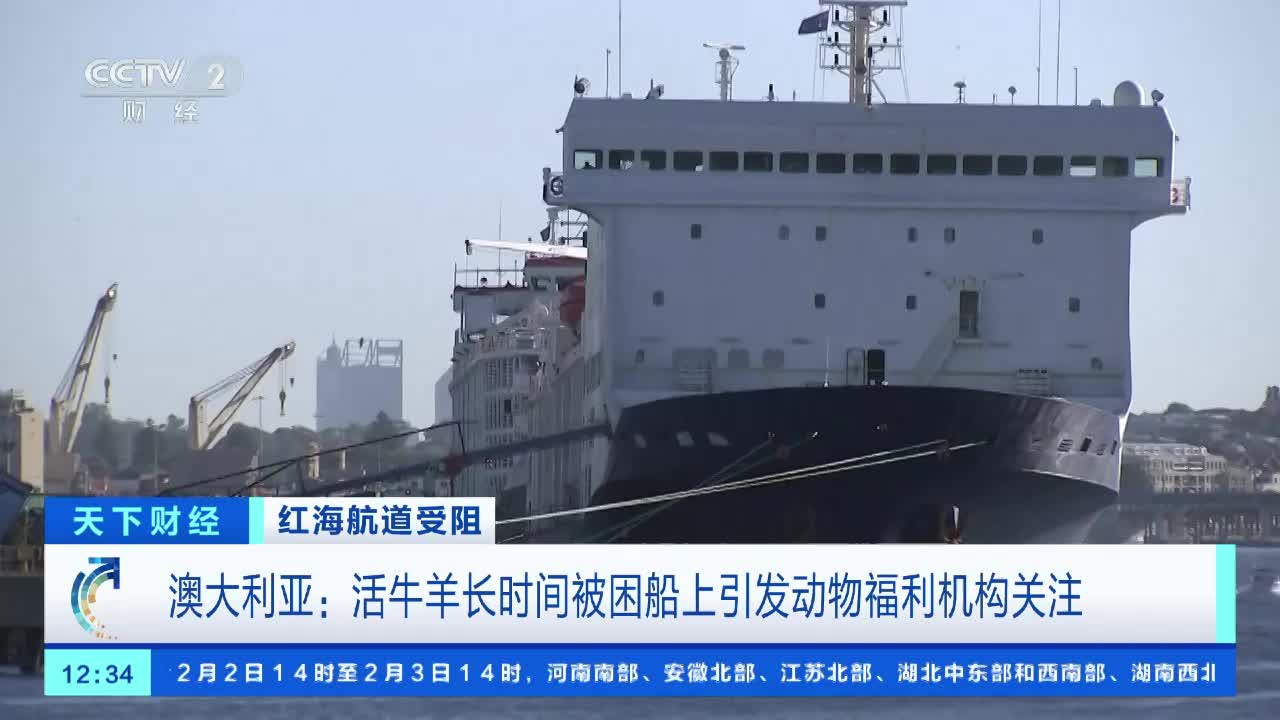 CCTV 2
财经
天下财经
红海航道受阻
澳大利亚：活牛羊长时间被困船上引发动物福利机构关注
12:34
2月2日14时至2月3日14时，河南南部、安徽北部、江苏北部、湖北中东部和西南部、湖南西北